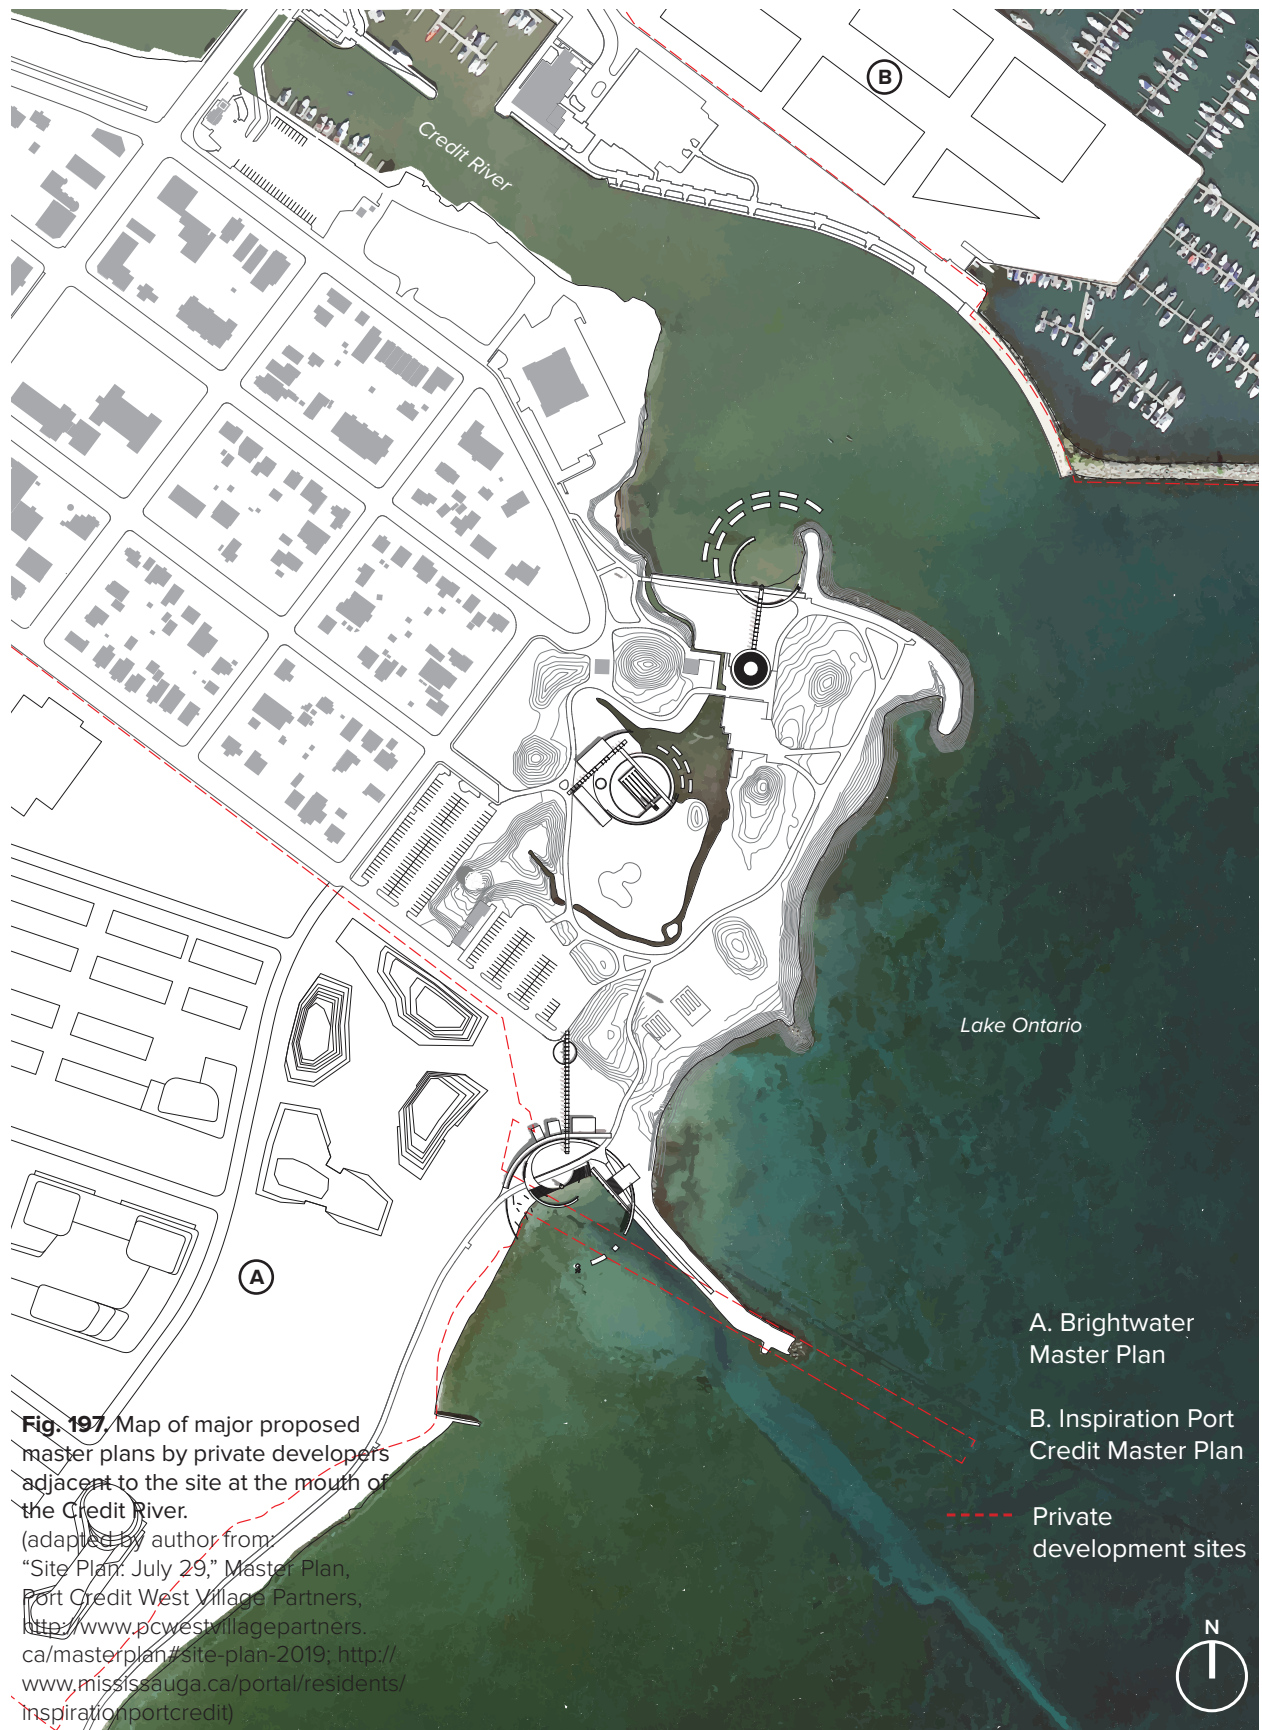 B
Credit River
Lake Ontario
A
A. Brightwater
Master Plan
B. Inspiration Port
Credit Master Plan
Private
development sites
N
Fig. 197. Map of major proposed
master plans by private developers
adjacent to the site at the mouth of
the Credit River.
(adapted by author from:
“Site Plan: July 29,” Master Plan,
Port Credit West Village Partners,
http://www.pcwestvillagepartners.
ca/masterplan#site-plan-2019; http://
www.mississauga.ca/portal/residents/
inspirationportcredit)